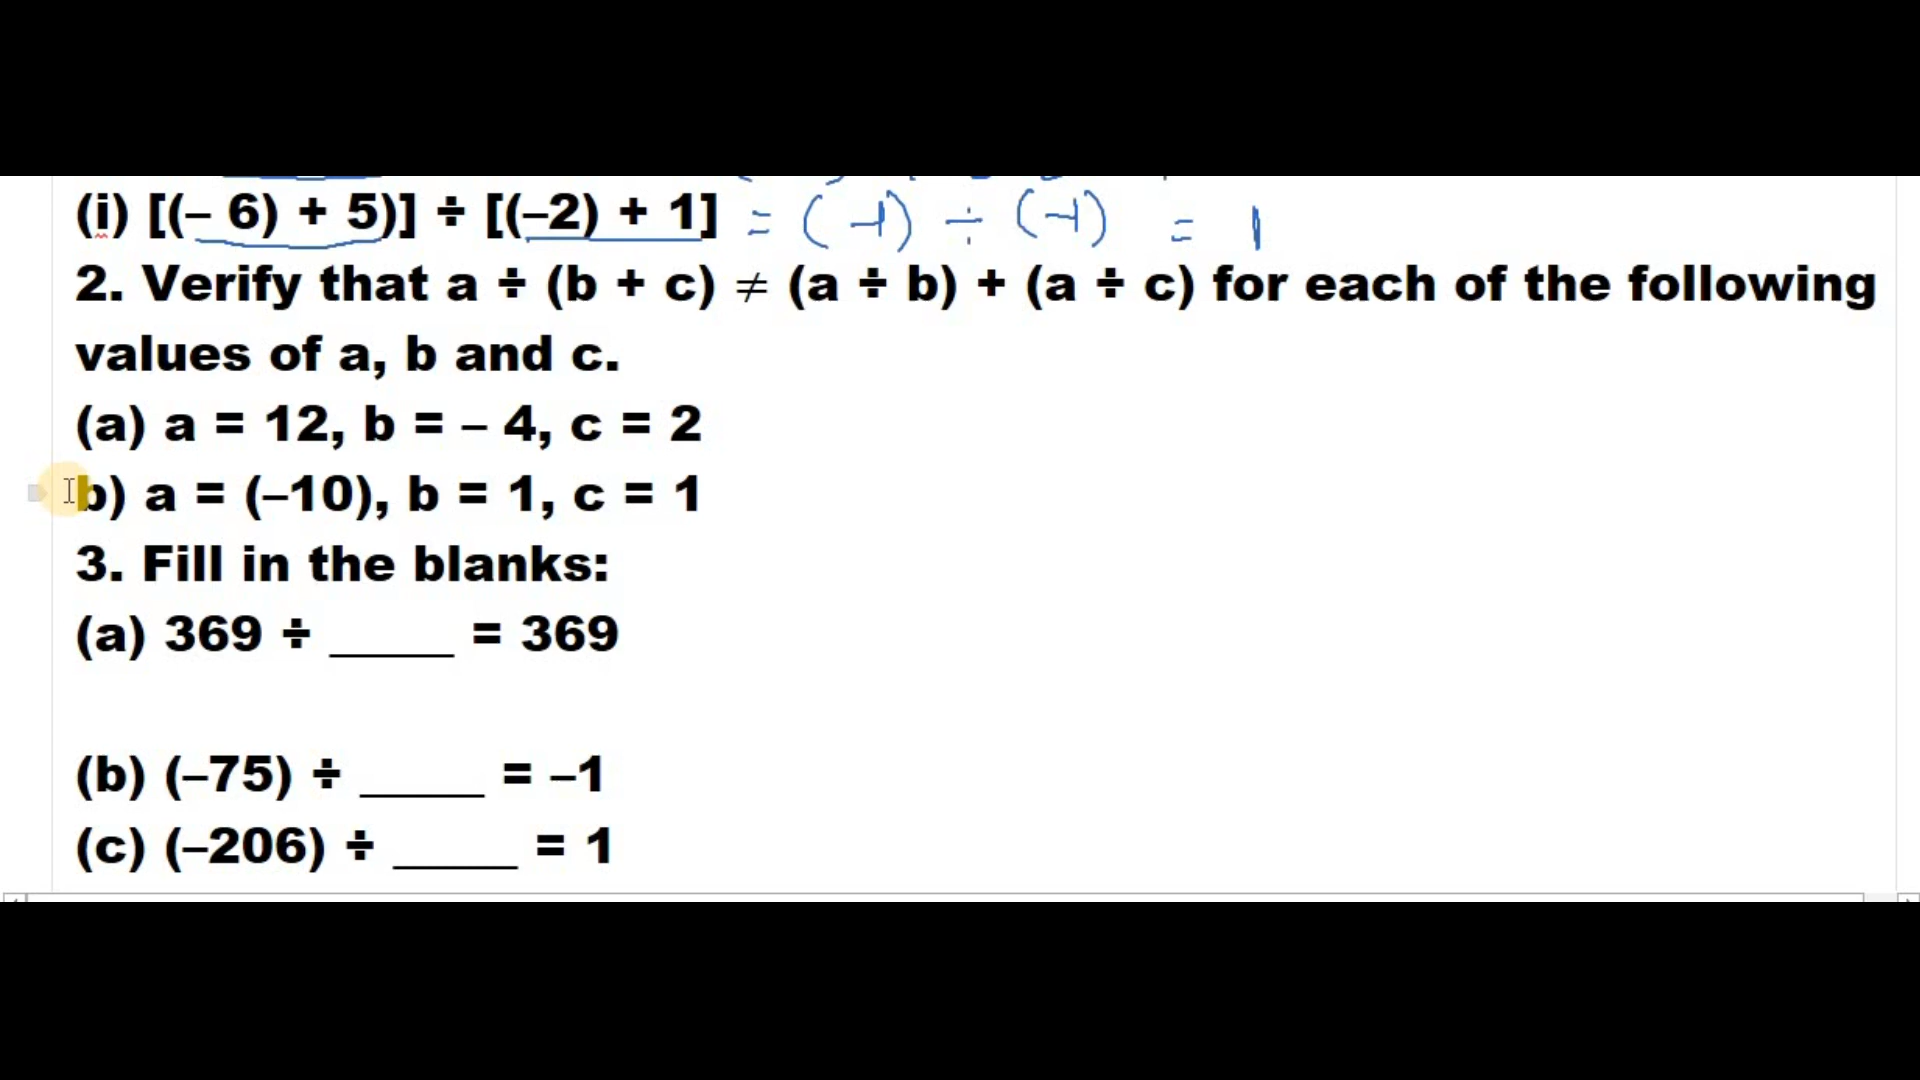 (i) [(– 6) + 5)] ÷ [(–2) + 1] = (-1) ÷ (-1) = 1
2. Verify that a ÷ (b + c) ≠ (a ÷ b) + (a ÷ c) for each of the following
values of a, b and c.
(a) a = 12, b = – 4, c = 2
b) a = (–10), b = 1, c = 1
3. Fill in the blanks:
(a) 369 ÷ _____ = 369
(b) (–75) ÷ _____ = –1
(c) (–206) ÷ _____ = 1